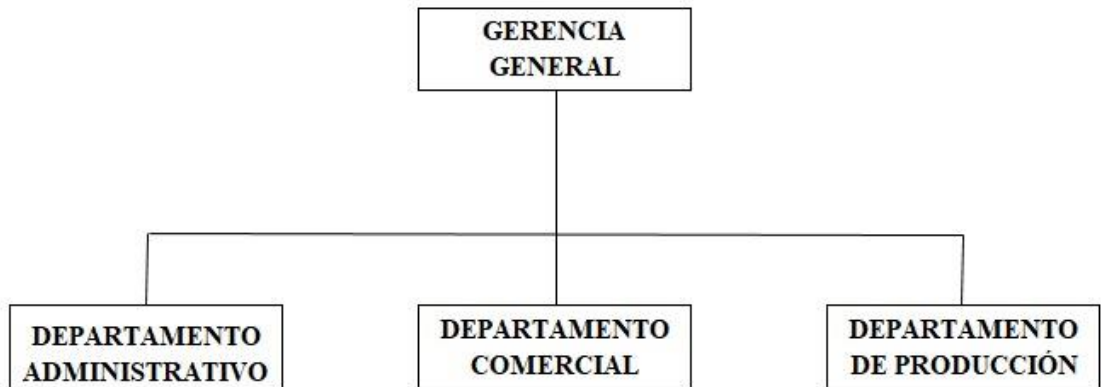 GERENCIA
GENERAL
DEPARTAMENTO
ADMINISTRATIVO
DEPARTAMENTO
COMERCIAL
DEPARTAMENTO
DE PRODUCCIÓN